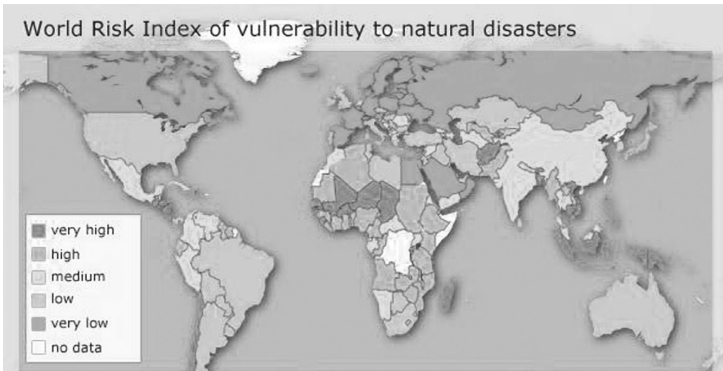 World Risk Index of vulnerability to natural disasters
very high
high
medium
low
very low
no data